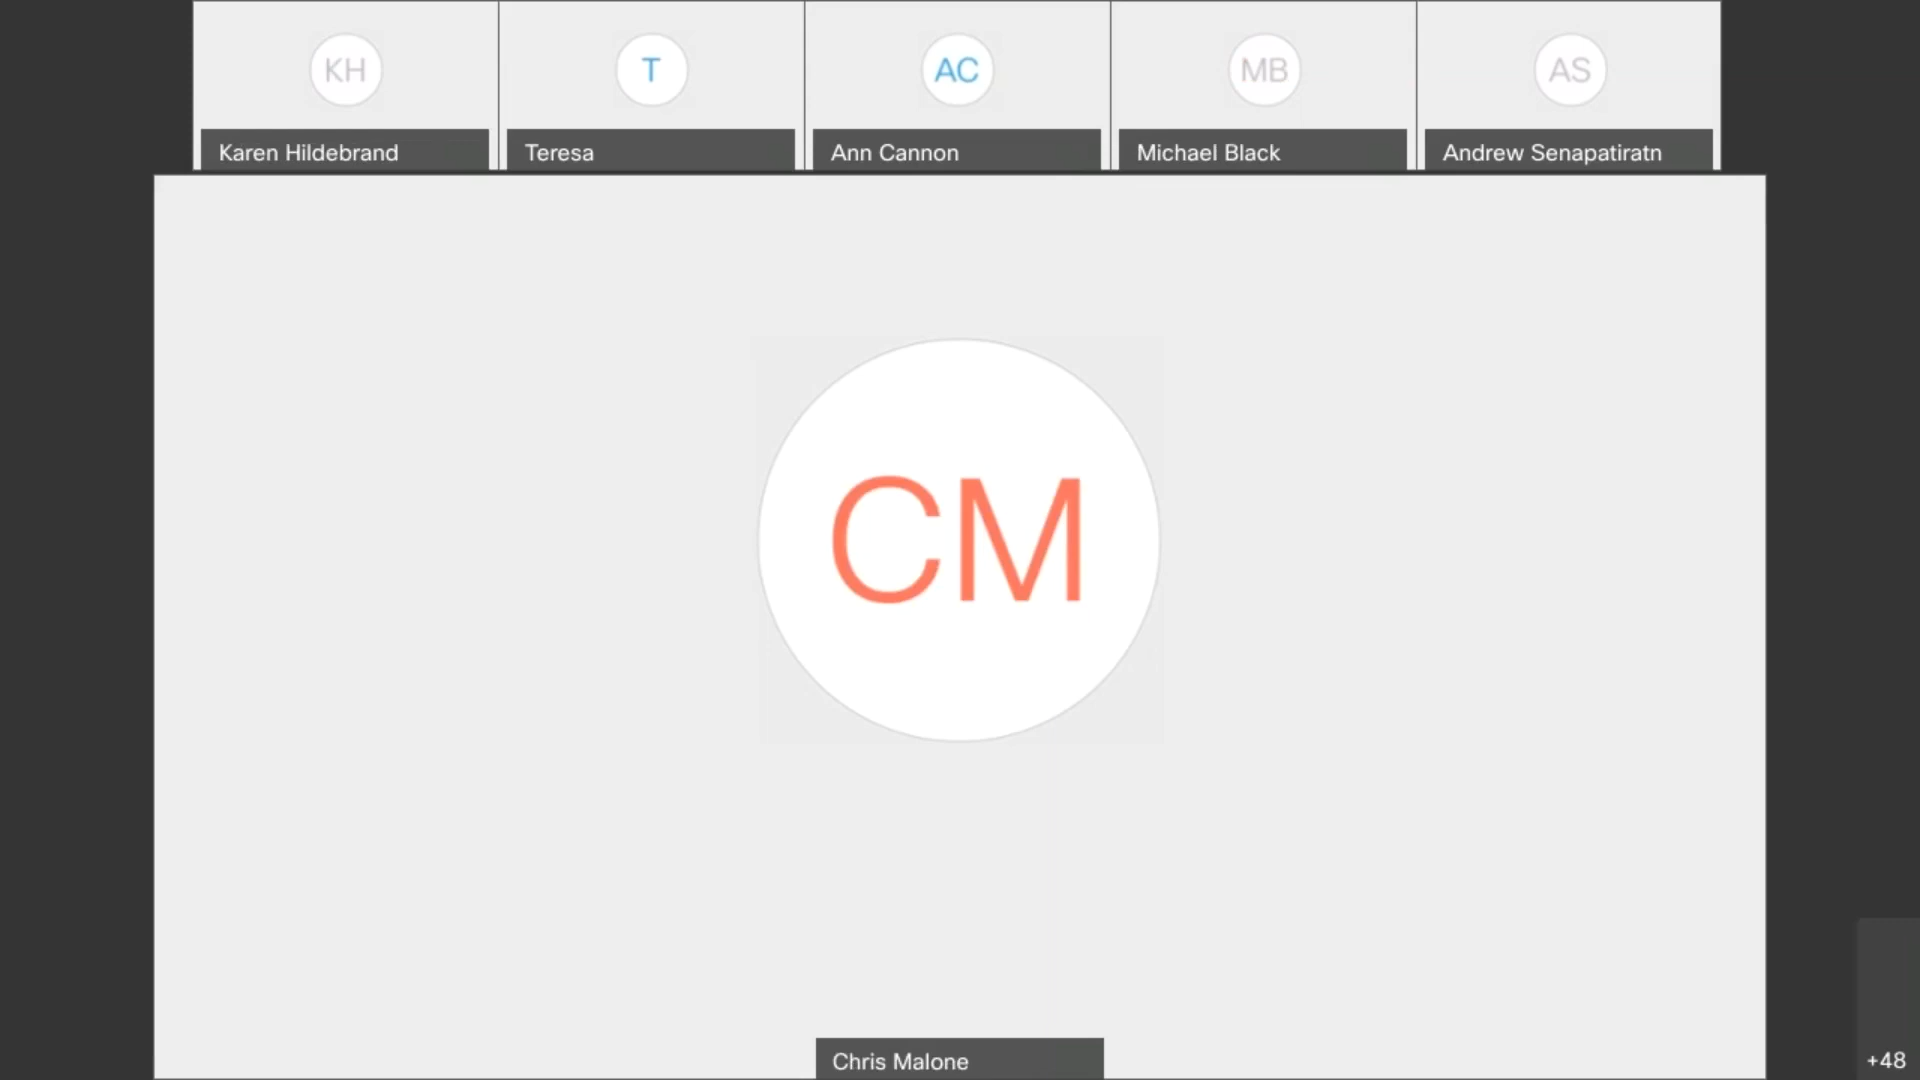 KH
T
AC
MB
AS
Karen Hildebrand
Teresa
Ann Cannon
Michael Black
Andrew Senapatiratn
CM
Chris Malone
+48